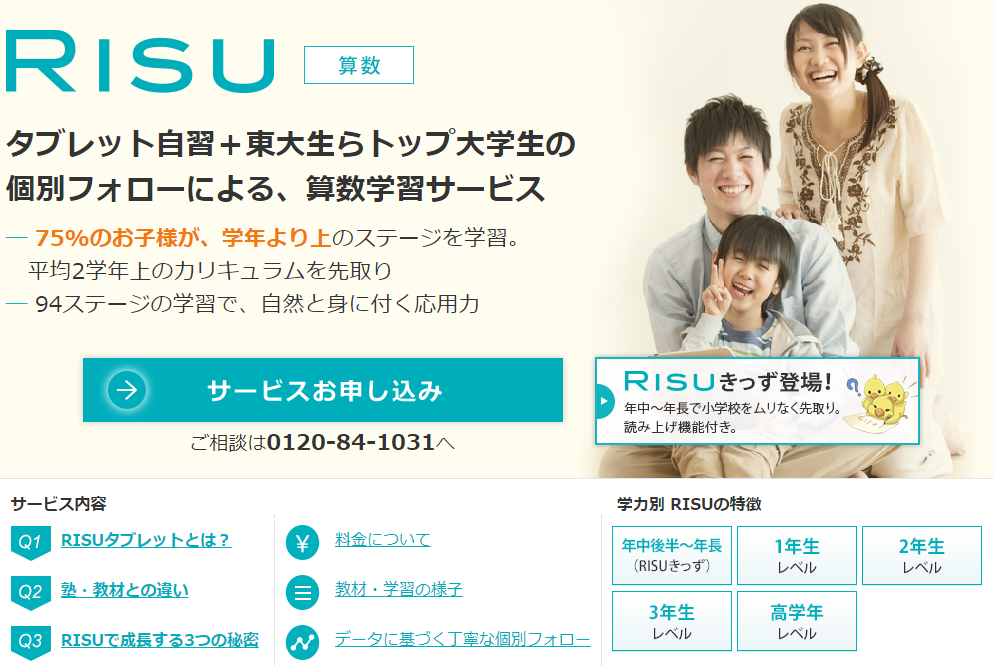 RISU 算数
タブレット自習＋東大生らトップ大学生の
個別フォローによる、算数学習サービス
― 75%のお子様が、学年より上のステージを学習。
平均2学年上のカリキュラムを先取り
― 94ステージの学習で、自然と身に付く応用力
サービスお申し込み
ご相談は0120-84-1031へ
RISUきっず登場！
年中～年長で小学校をムリなく先取り。
読み上げ機能付き。
サービス内容
Q1 RISUタブレットとは？
Q2 塾・教材との違い
Q3 RISUで成長する3つの秘密
¥ 料金について
教材・学習の様子
データに基づく丁寧な個別フォロー
学力別 RISUの特徴
年中後半～年長
（RISUきっず）
1年生
レベル
2年生
レベル
3年生
レベル
高学年
レベル